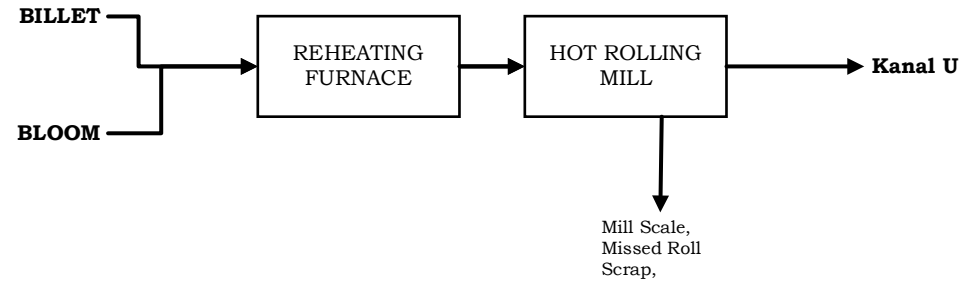 BILLET
BLOOM
REHEATING
FURNACE
HOT ROLLING
MILL
Kanal U
Mill Scale,
Missed Roll
Scrap,